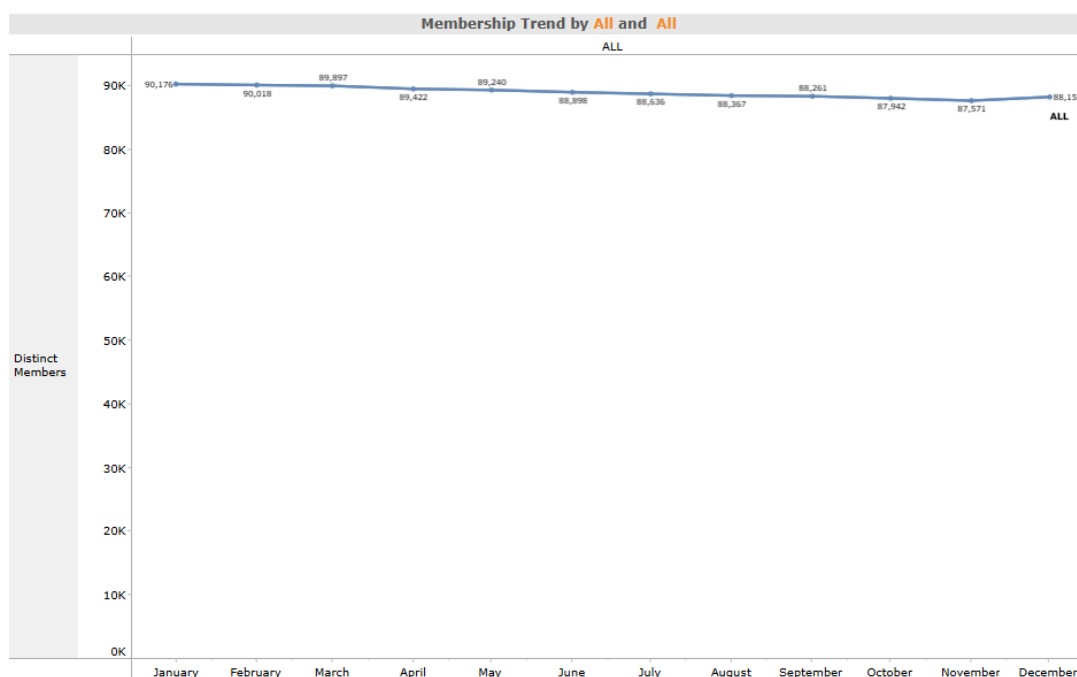 Membership Trend by All and All
ALL
90K
80K
70K
60K
50K
40K
30K
20K
10K
0K
Distinct
Members
90,176
90,018
89,897
89,422
89,240
88,898
88,636
88,367
88,261
87,942
87,571
88,15
ALL
January February March April May June July August September October November December